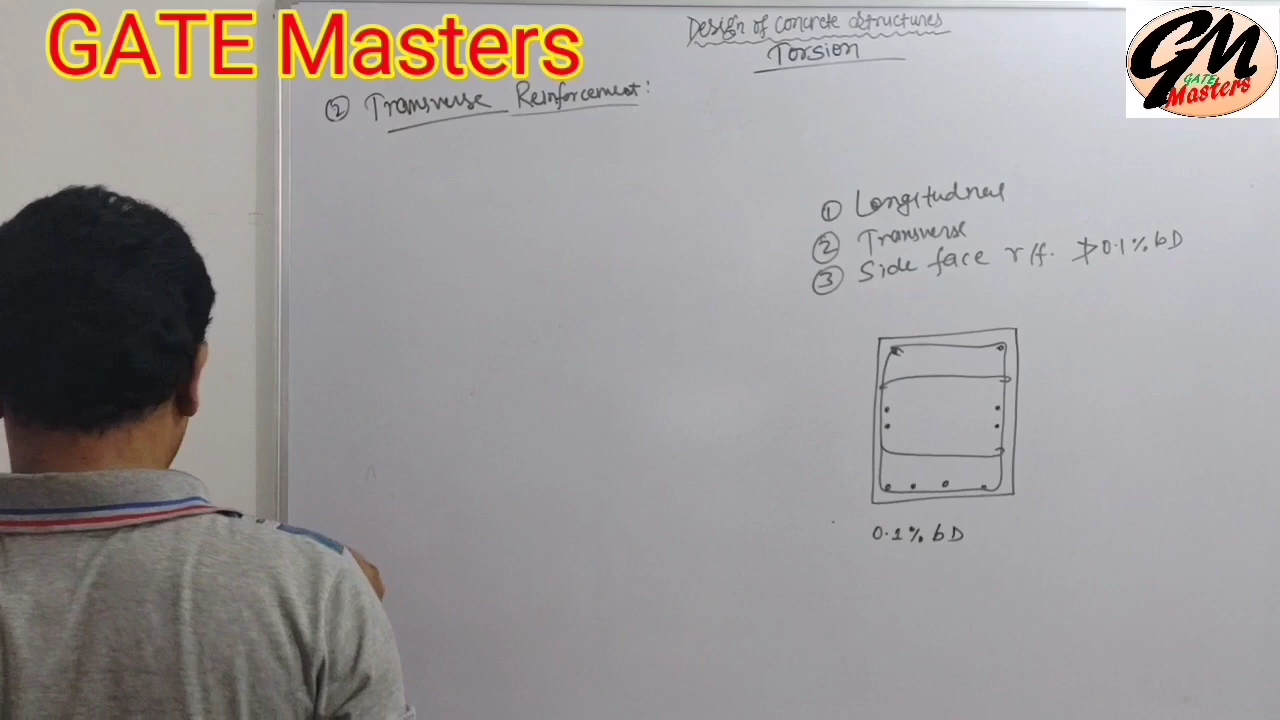 GATE Masters
Design of concrete structures
Torsion
② Transverse Reinforcement:
① Longitudnal
② Transverse
③ Side face r/f. ≯ 0.1% bD
0.1% bD
GM
GATE
Masters